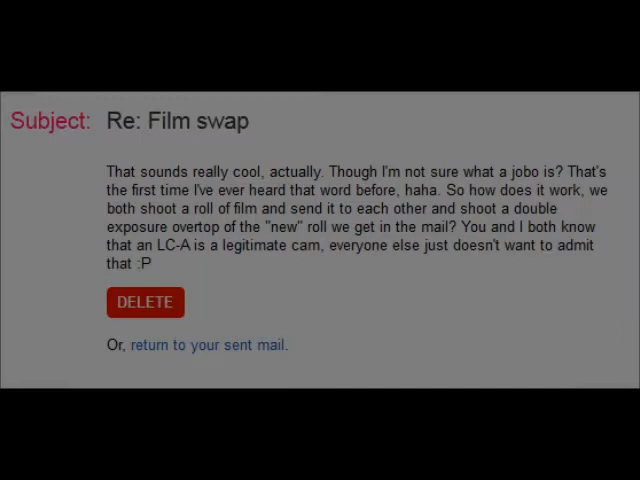 Subject: Re: Film swap
That sounds really cool, actually. Though I'm not sure what a jobo is? That's
the first time I've ever heard that word before, haha. So how does it work, we
both shoot a roll of film and send it to each other and shoot a double
exposure overtop of the "new" roll we get in the mail? You and I both know
that an LC-A is a legitimate cam, everyone else just doesn't want to admit
that :P
DELETE
Or, return to your sent mail.